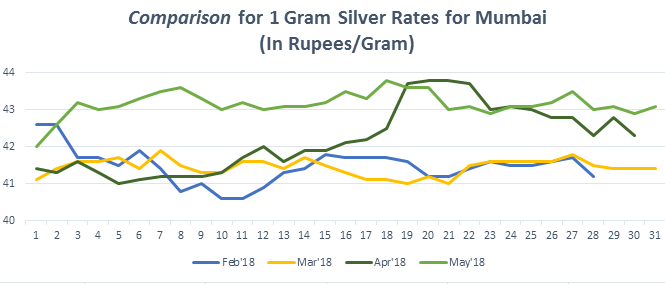 Comparison for 1 Gram Silver Rates for Mumbai
(In Rupees/Gram)
44
43
42
41
40
1 2 3 4 5 6 7 8 9 10 11 12 13 14 15 16 17 18 19 20 21 22 23 24 25 26 27 28 29 30 31
Feb'18 Mar'18 Apr'18 May'18